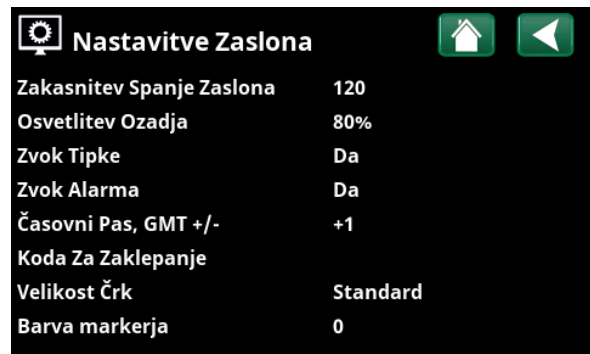 Nastavitve Zaslona
Zakasnitev Spanje Zaslona 120
Osvetlitev Ozadja 80%
Zvok Tipke Da
Zvok Alarma Da
Časovni Pas, GMT +/- +1
Koda Za Zaklepanje
Velikost Črk Standard
Barva markerja 0